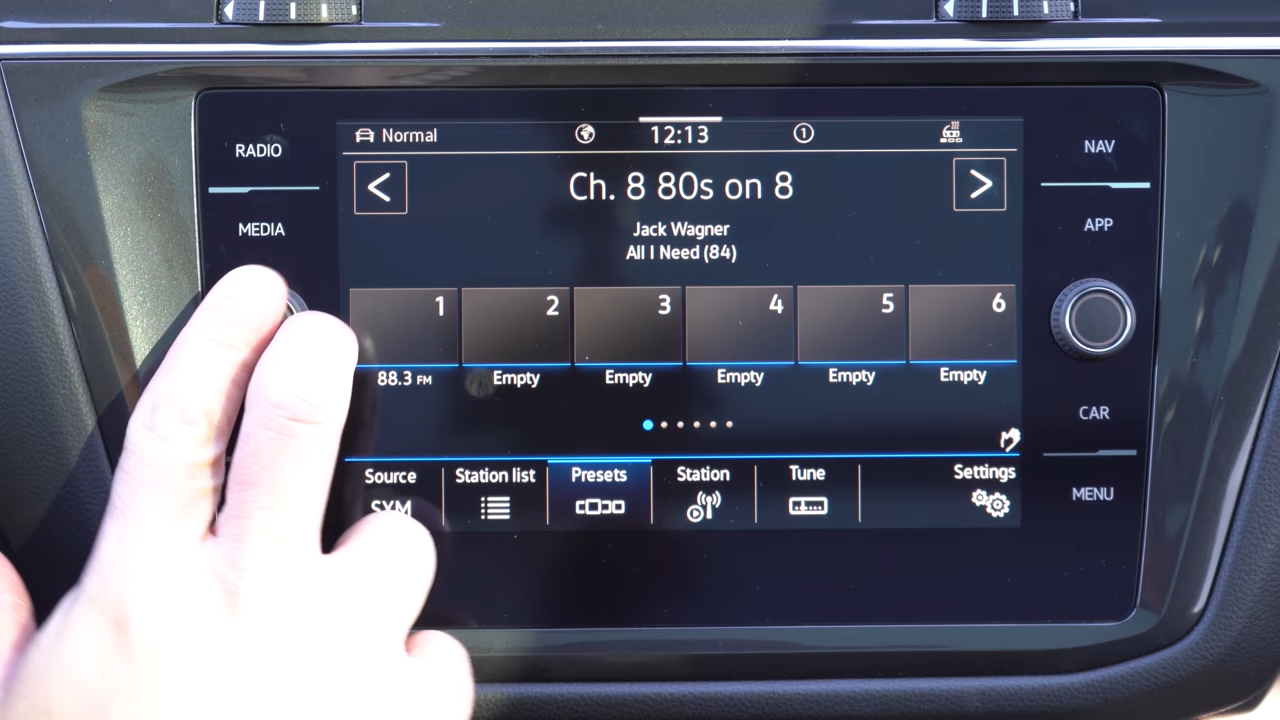 RADIO
MEDIA
Normal
12:13
1
Ch. 8 80s on 8
Jack Wagner
All I Need (84)
1 2 3 4 5 6
88.3 FM Empty Empty Empty Empty Empty
Source Station list Presets Station Tune Settings
SXM
NAV
APP
CAR
MENU